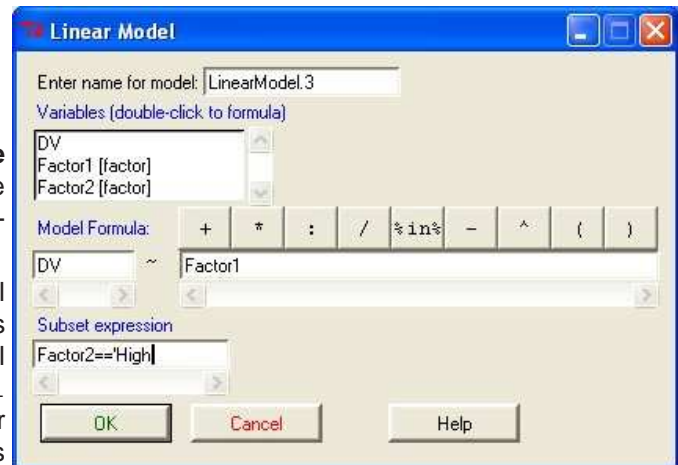 Linear Model
Enter name for model: LinearModel.3
Variables (double-click to formula)
DV
Factor1 [factor]
Factor2 [factor]
Model Formula: + * : / %in% - ^ ( )
DV ~ Factor1
Subset expression
Factor2=='High
OK Cancel Help